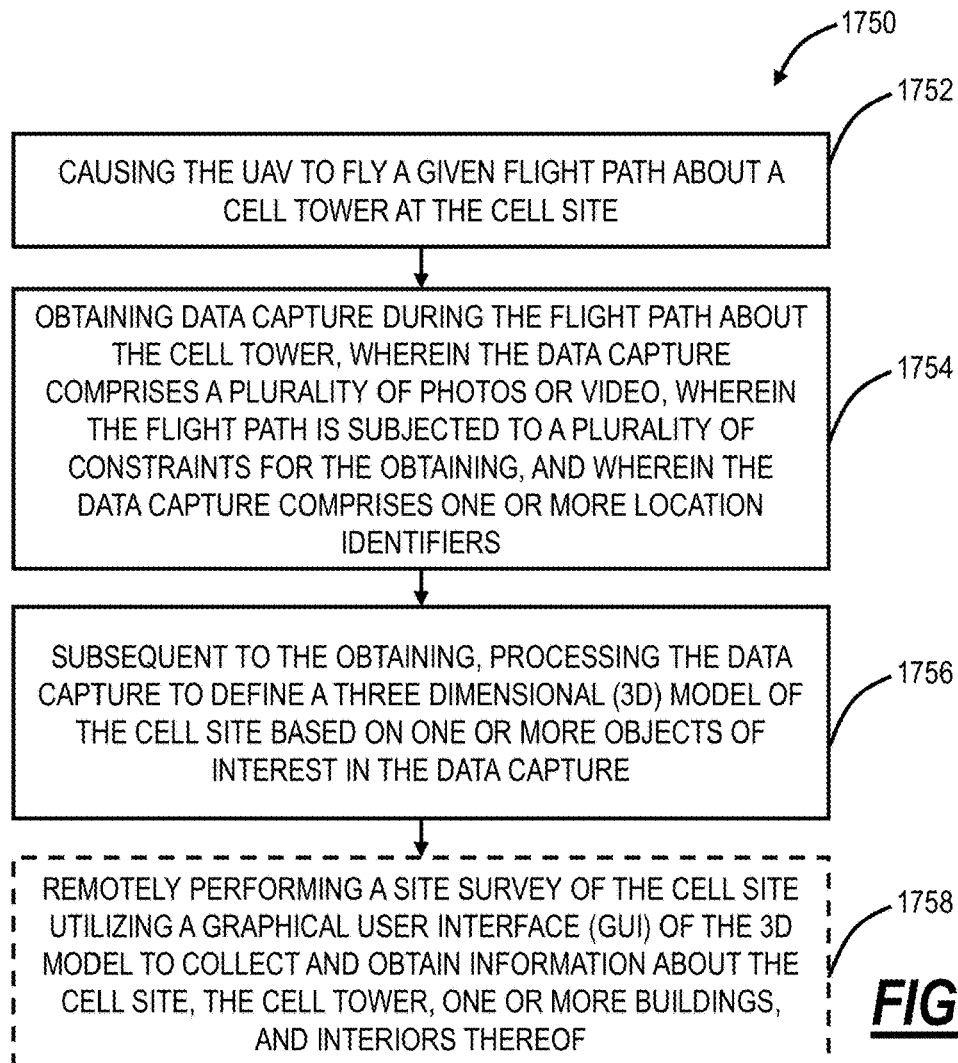 1750
1752
CAUSING THE UAV TO FLY A GIVEN FLIGHT PATH ABOUT A
CELL TOWER AT THE CELL SITE
OBTAINING DATA CAPTURE DURING THE FLIGHT PATH ABOUT
THE CELL TOWER, WHEREIN THE DATA CAPTURE
COMPRISES A PLURALITY OF PHOTOS OR VIDEO, WHEREIN
THE FLIGHT PATH IS SUBJECTED TO A PLURALITY OF
CONSTRAINTS FOR THE OBTAINING, AND WHEREIN THE
DATA CAPTURE COMPRISES ONE OR MORE LOCATION
IDENTIFIERS
1754
SUBSEQUENT TO THE OBTAINING, PROCESSING THE DATA
CAPTURE TO DEFINE A THREE DIMENSIONAL (3D) MODEL OF
THE CELL SITE BASED ON ONE OR MORE OBJECTS OF
INTEREST IN THE DATA CAPTURE
1756
REMOTELY PERFORMING A SITE SURVEY OF THE CELL SITE
UTILIZING A GRAPHICAL USER INTERFACE (GUI) OF THE 3D
MODEL TO COLLECT AND OBTAIN INFORMATION ABOUT THE
CELL SITE, THE CELL TOWER, ONE OR MORE BUILDINGS,
AND INTERIORS THEREOF
1758
FIG